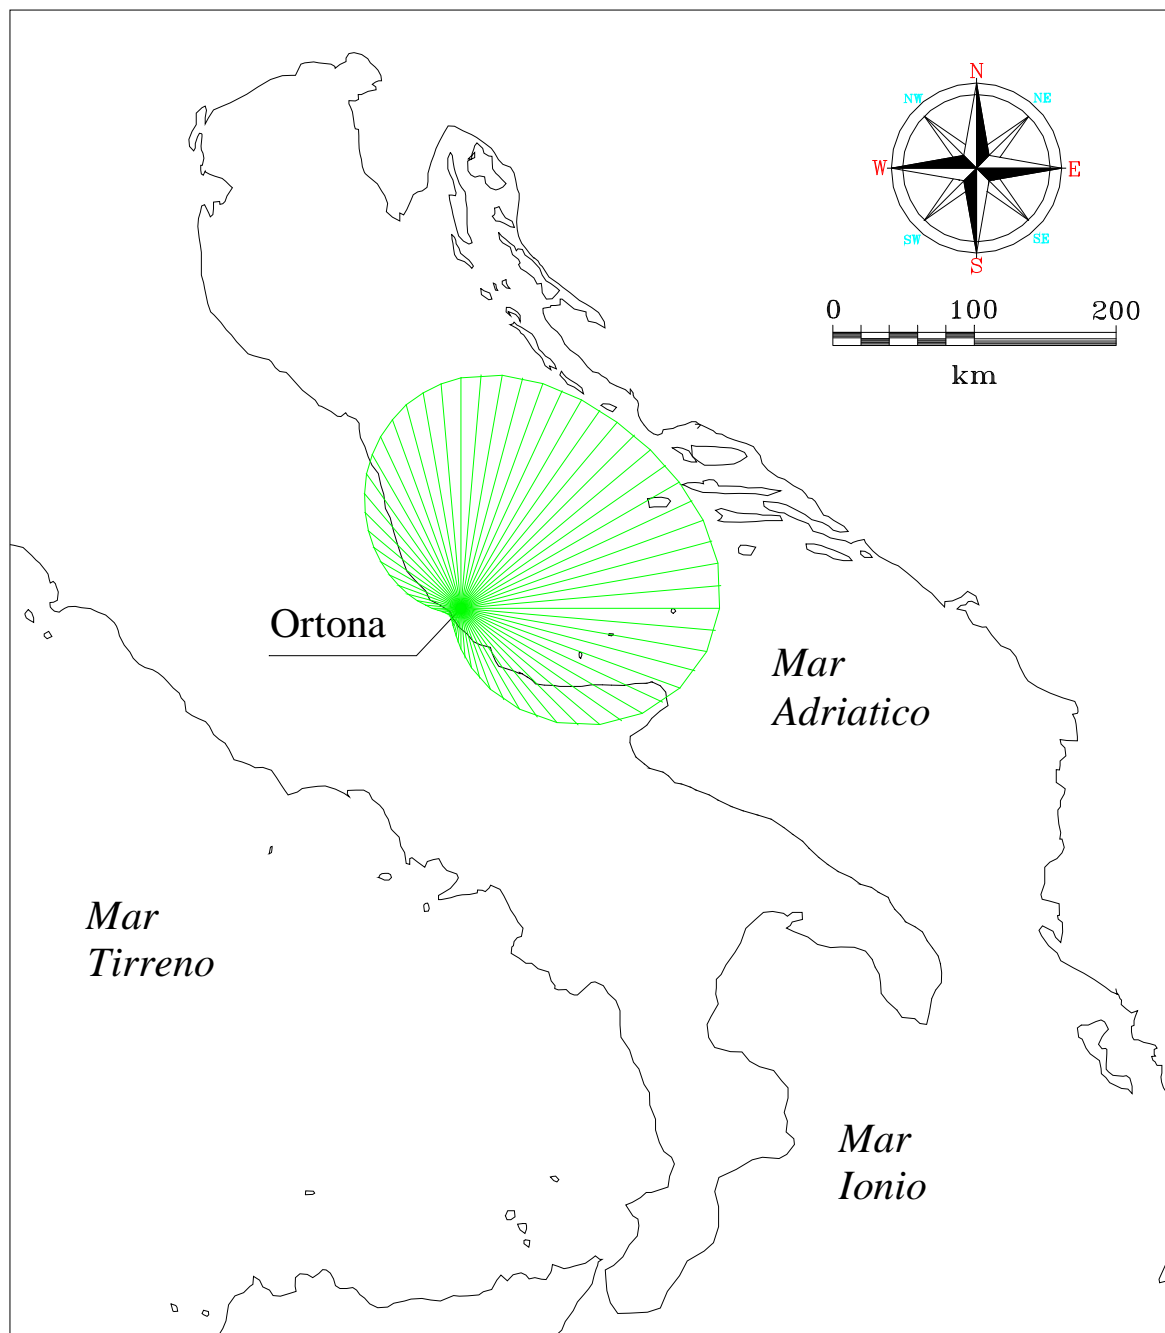 N
NW NE
W E
SW SE
S
0 100 200
km
Ortona
Mar
Adriatico
Mar
Tirreno
Mar
Ionio